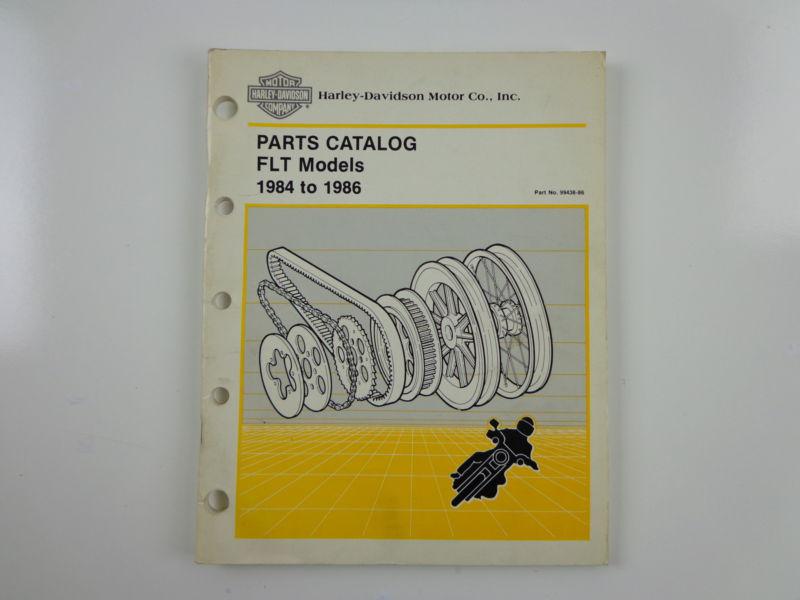 MOTOR
HARLEY-DAVIDSON
COMPANY
Harley-Davidson Motor Co., Inc.
PARTS CATALOG
FLT Models
1984 to 1986
Part No. 99438-86